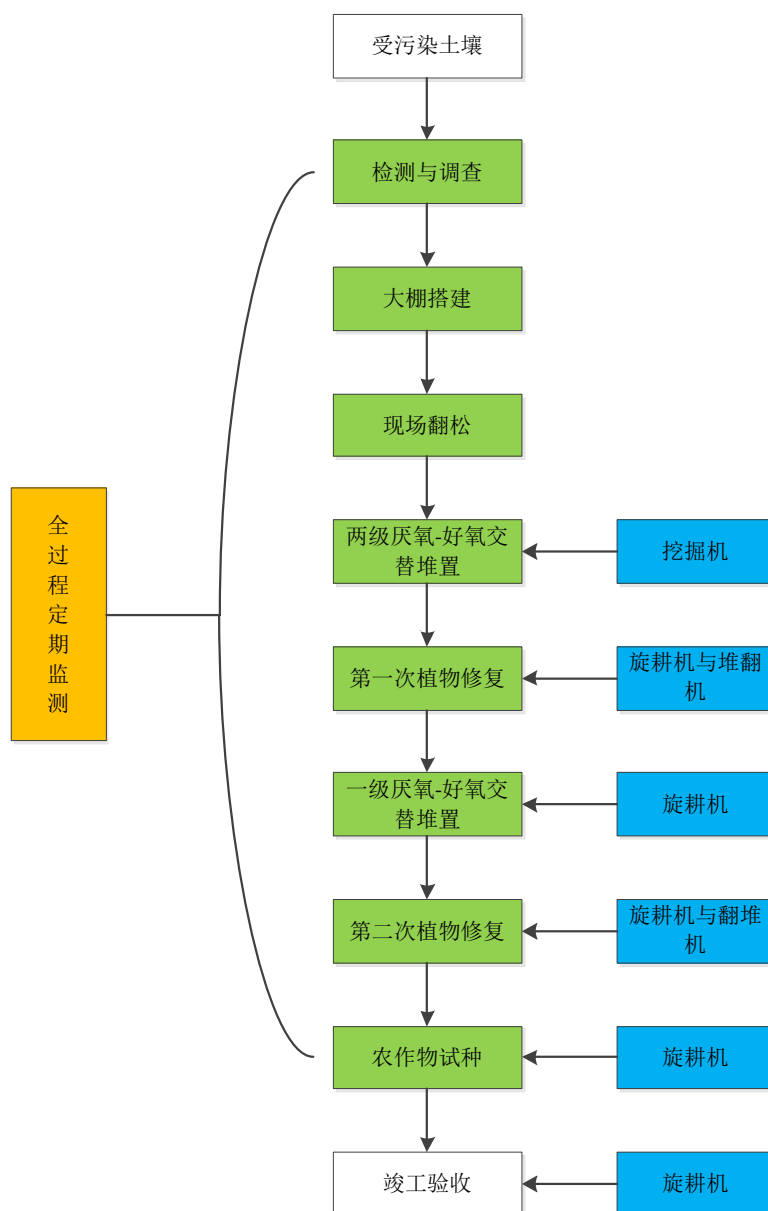 受污染土壤
检测与调查
大棚搭建
现场翻松
全
过
程
定
期
监
测
两级厌氧-好氧交
替堆置
挖掘机
第一次植物修复
旋耕机与堆翻
机
一级厌氧-好氧交
替堆置
旋耕机
第二次植物修复
旋耕机与翻堆
机
农作物试种
旋耕机
竣工验收
旋耕机